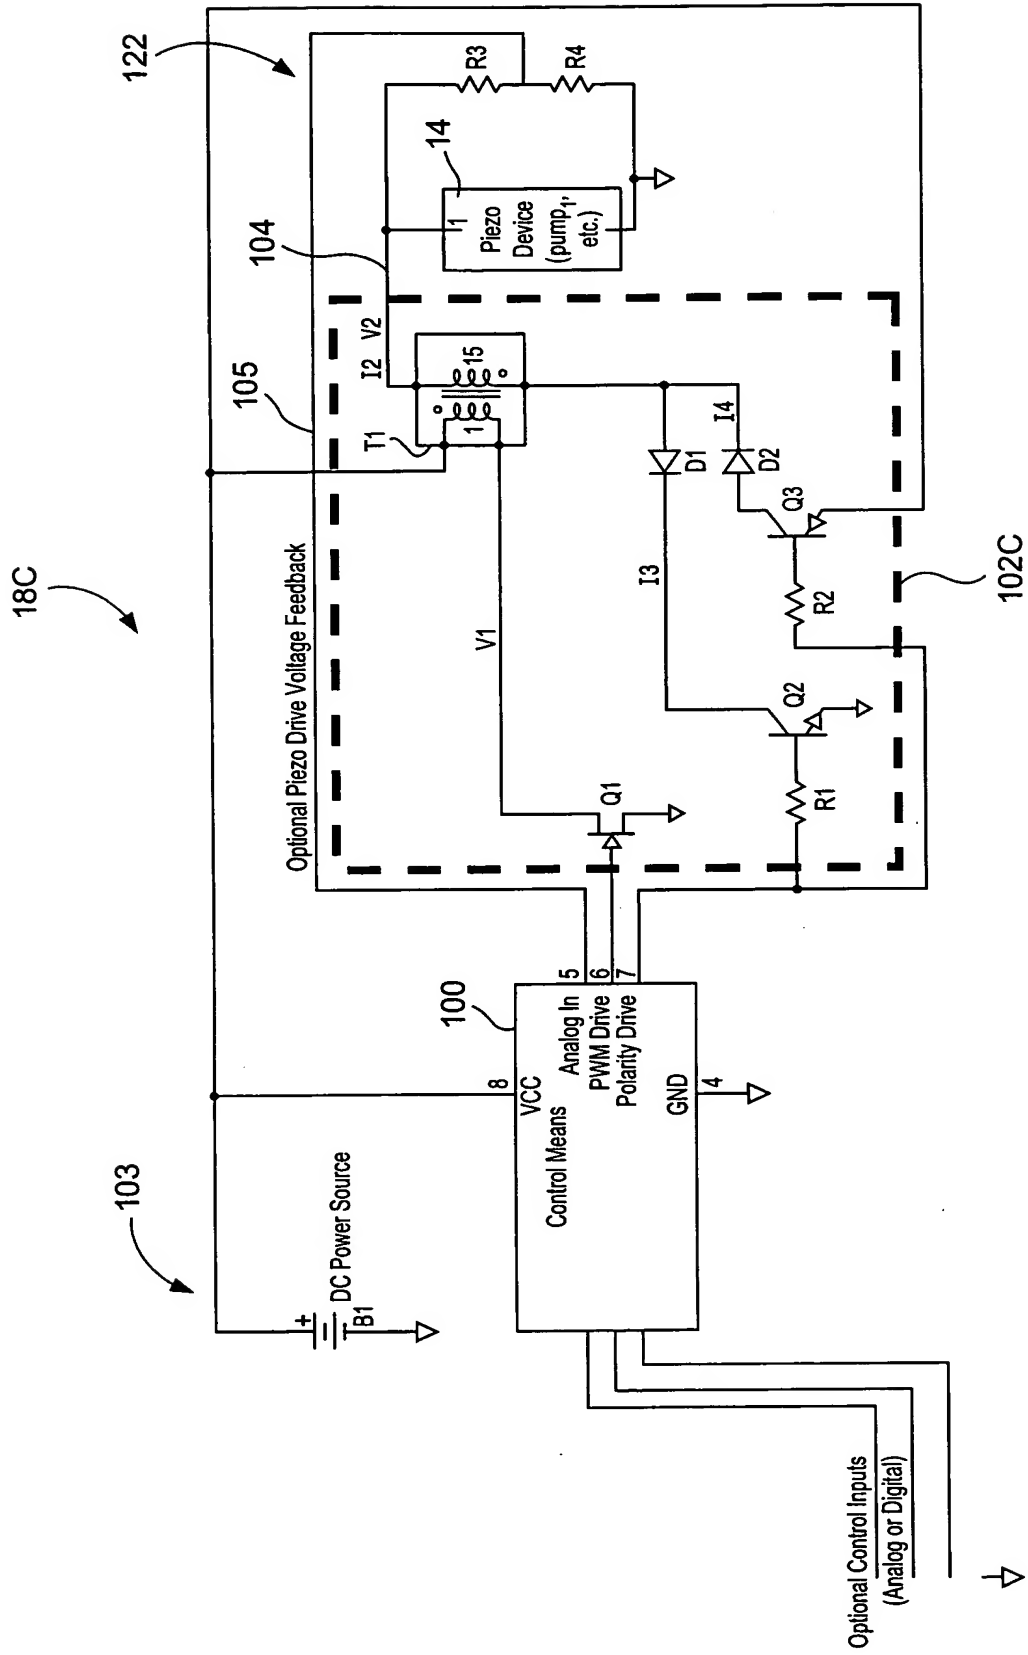 18C
103
122
105
104
14
100
102C
DC Power Source
+
B1
Optional Piezo Drive Voltage Feedback
8
VCC
Control Means
Analog In
PWM Drive
Polarity Drive
GND
5
6
7
4
Optional Control Inputs
(Analog or Digital)
T1
1
15
I2
V2
V1
I3
I4
D1
D2
Q1
Q2
Q3
R1
R2
R3
R4
1
Piezo
Device
(pump₁,
etc.)